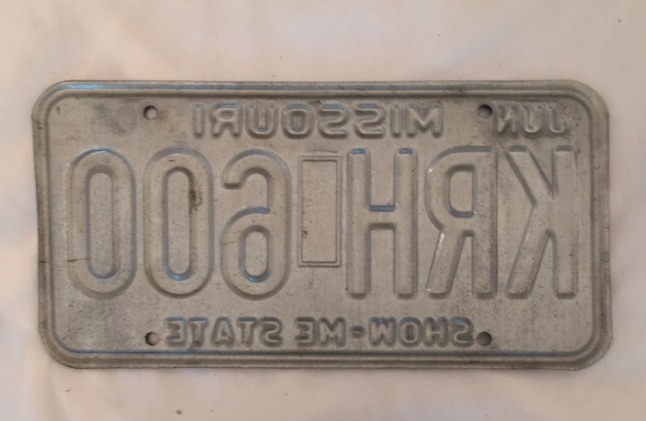 JUN MISSOURI
KRH 600
SHOW-ME STATE